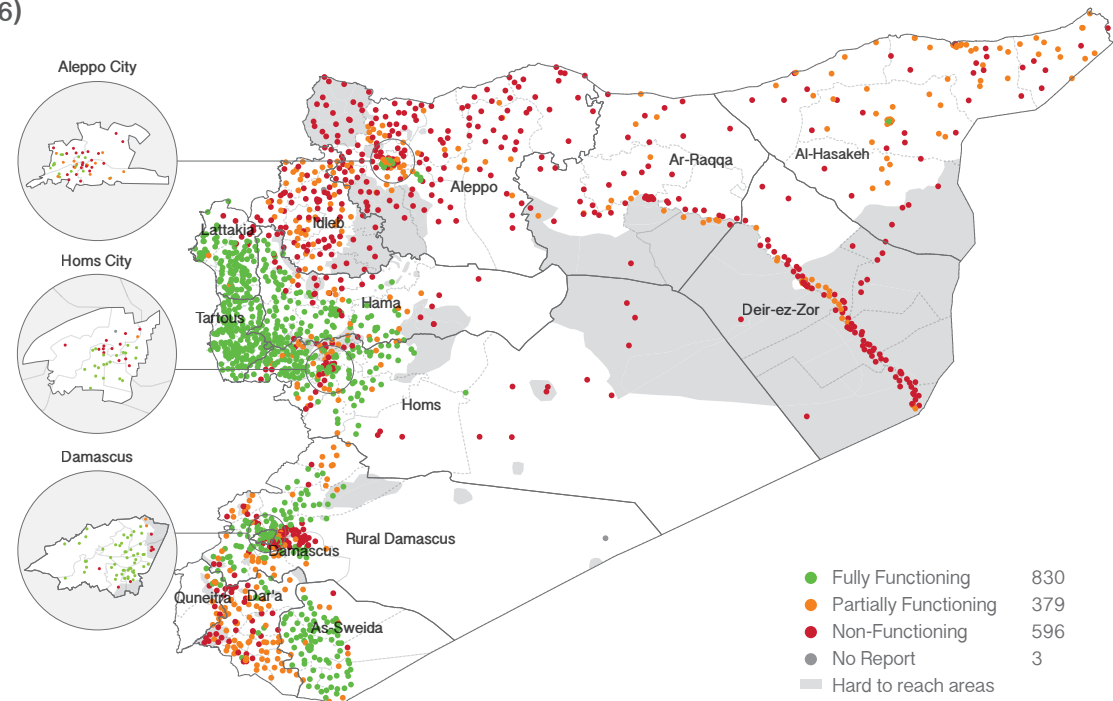 6)
Aleppo City
Aleppo
Ar-Raqqa
Al-Hasakeh
Idleb
Lattakia
Homs City
Hama
Tartous
Deir-ez-Zor
Homs
Damascus
Rural Damascus
Damascus
Quneitra
Dar'a
As-Sweida
Fully Functioning 830
Partially Functioning 379
Non-Functioning 596
No Report 3
Hard to reach areas